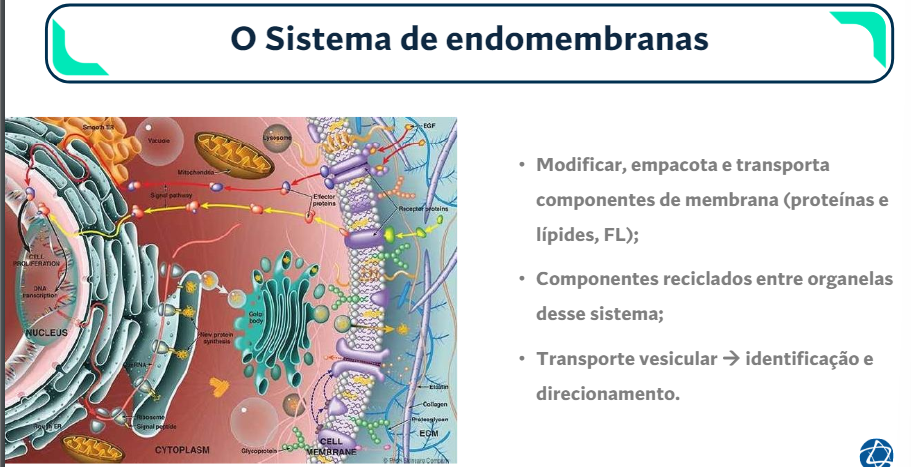 O Sistema de endomembranas
Smooth ER
Vacuole
Lysosome
EGF
Mitochondria
Signal pathway
Effector
proteins
Receptor proteins
CELL
PROLIFERATION
DNA
transcription
NUCLEUS
Golgi
body
New protein
synthesis
Ribosome
Signal peptide
Rough ER
CYTOPLASM
Glycoprotein
CELL
MEMBRANE
Elastin
Collagen
Proteoglycan
ECM
• Modificar, empacota e transporta
componentes de membrana (proteínas e
lípides, FL);
• Componentes reciclados entre organelas
desse sistema;
• Transporte vesicular → identificação e
direcionamento.